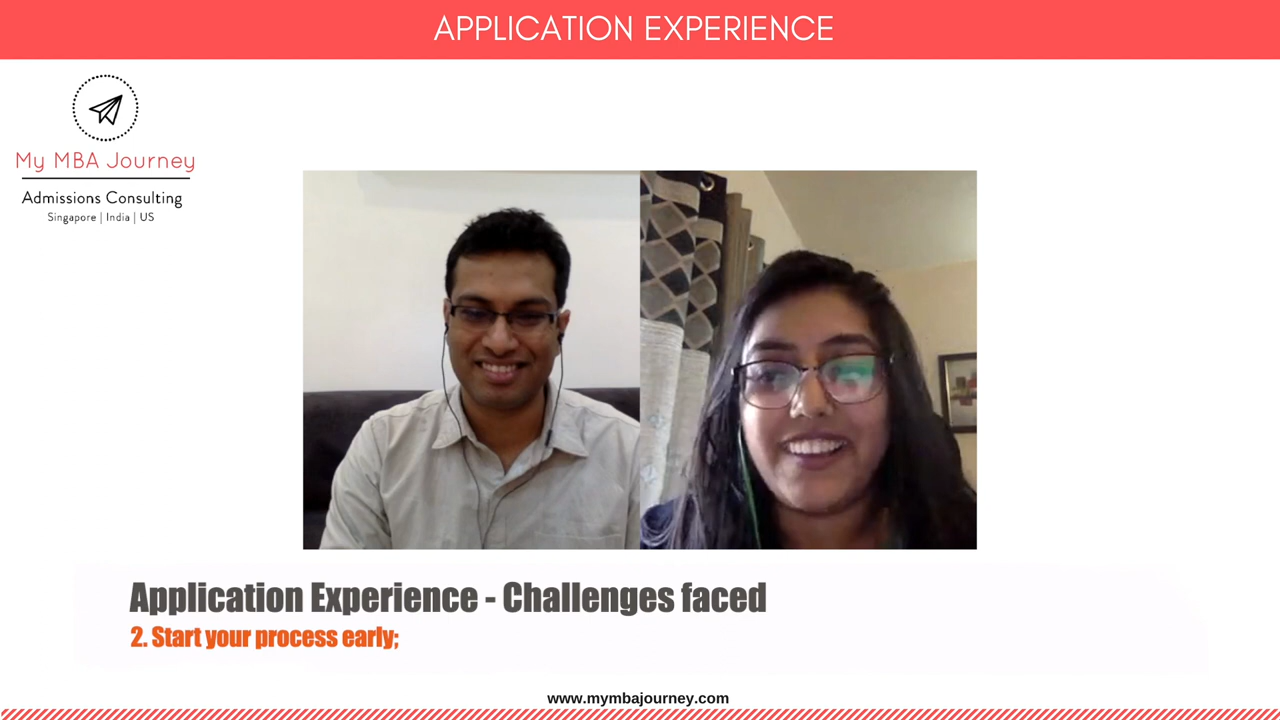 APPLICATION EXPERIENCE
My MBA Journey
Admissions Consulting
Singapore | India | US
Application Experience - Challenges faced
2. Start your process early;
www.mymbajourney.com